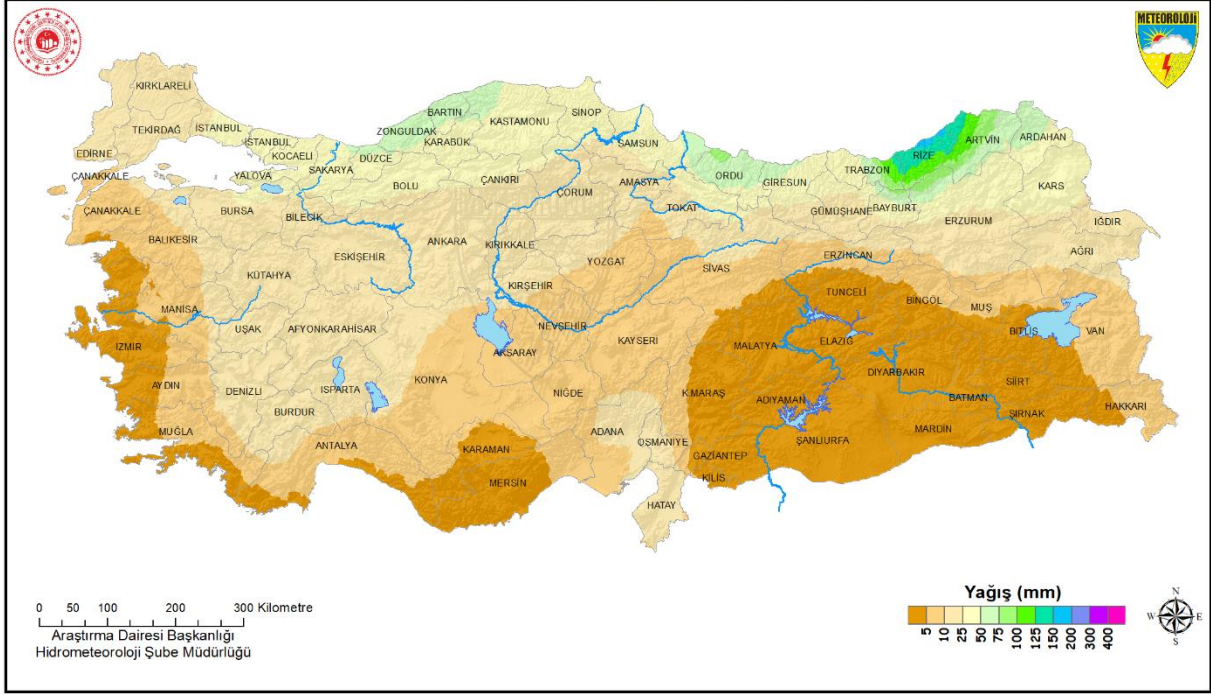 METEOROLOJİ
KIRKLARELİ
TEKİRDAĞ
İSTANBUL
İSTANBUL
EDİRNE
KOCAELİ
YALOVA
SAKARYA
DÜZCE
ZONGULDAK
BARTIN
KARABÜK
KASTAMONU
SİNOP
SAMSUN
ORDU
GİRESUN
TRABZON
RİZE
ARTVİN
ARDAHAN
ÇANAKKALE
ÇANAKKALE
BALIKESİR
BURSA
BİLECİK
BOLU
ÇANKIRI
ÇORUM
AMASYA
TOKAT
GÜMÜŞHANE
BAYBURT
ERZURUM
KARS
IĞDIR
AĞRI
ESKİŞEHİR
ANKARA
KIRIKKALE
YOZGAT
SİVAS
ERZİNCAN
KÜTAHYA
KIRŞEHİR
TUNCELİ
BİNGÖL
MUŞ
MANİSA
UŞAK
AFYONKARAHİSAR
NEVŞEHİR
KAYSERİ
MALATYA
ELAZIĞ
BİTLİS
VAN
İZMİR
AKSARAY
AYDIN
DENİZLİ
ISPARTA
KONYA
NİĞDE
K.MARAŞ
ADIYAMAN
DİYARBAKIR
BATMAN
SİİRT
ŞIRNAK
HAKKARİ
BURDUR
MUĞLA
ANTALYA
KARAMAN
MERSİN
ADANA
OSMANİYE
GAZİANTEP
KİLİS
ŞANLIURFA
MARDİN
HATAY
0 50 100 200 300 Kilometre
Araştırma Dairesi Başkanlığı
Hidrometeoroloji Şube Müdürlüğü
Yağış (mm)
5 10 25 50 75 100 125 150 200 300 400
N
W E
S